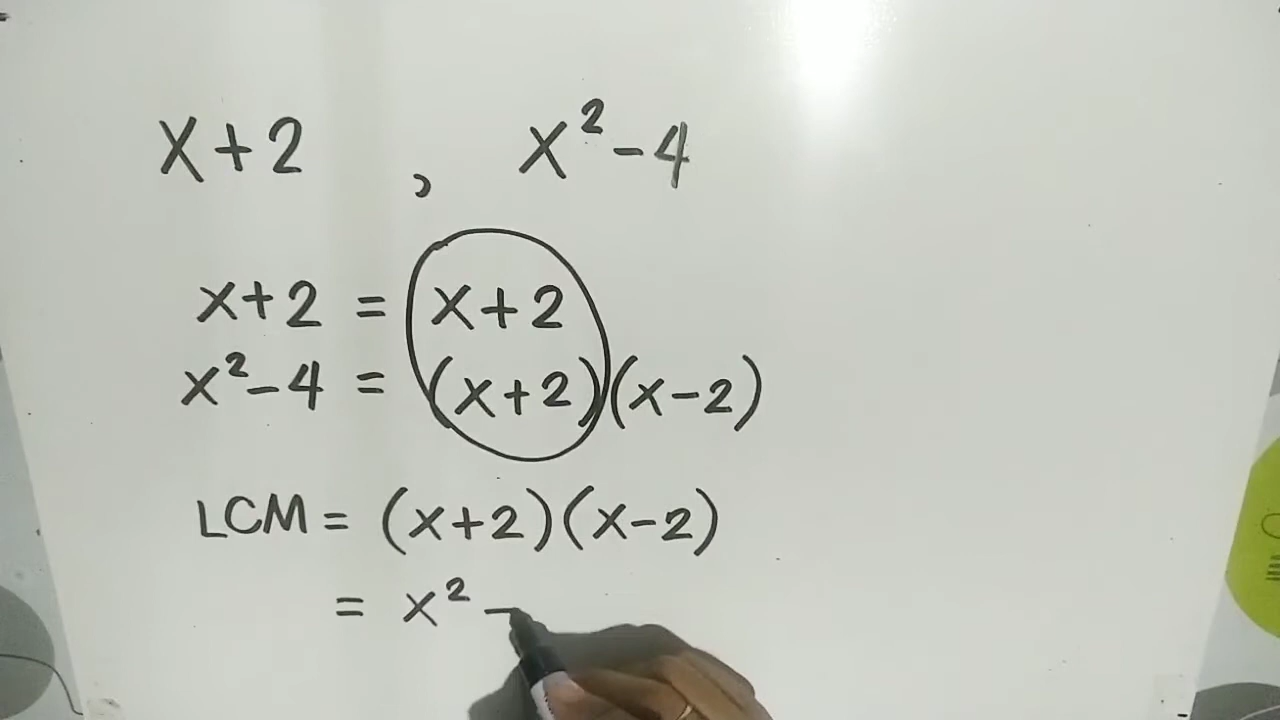 x+2 , x²-4
x+2 = x+2
x²-4 = (x+2)(x-2)
LCM = (x+2)(x-2)
= x² -